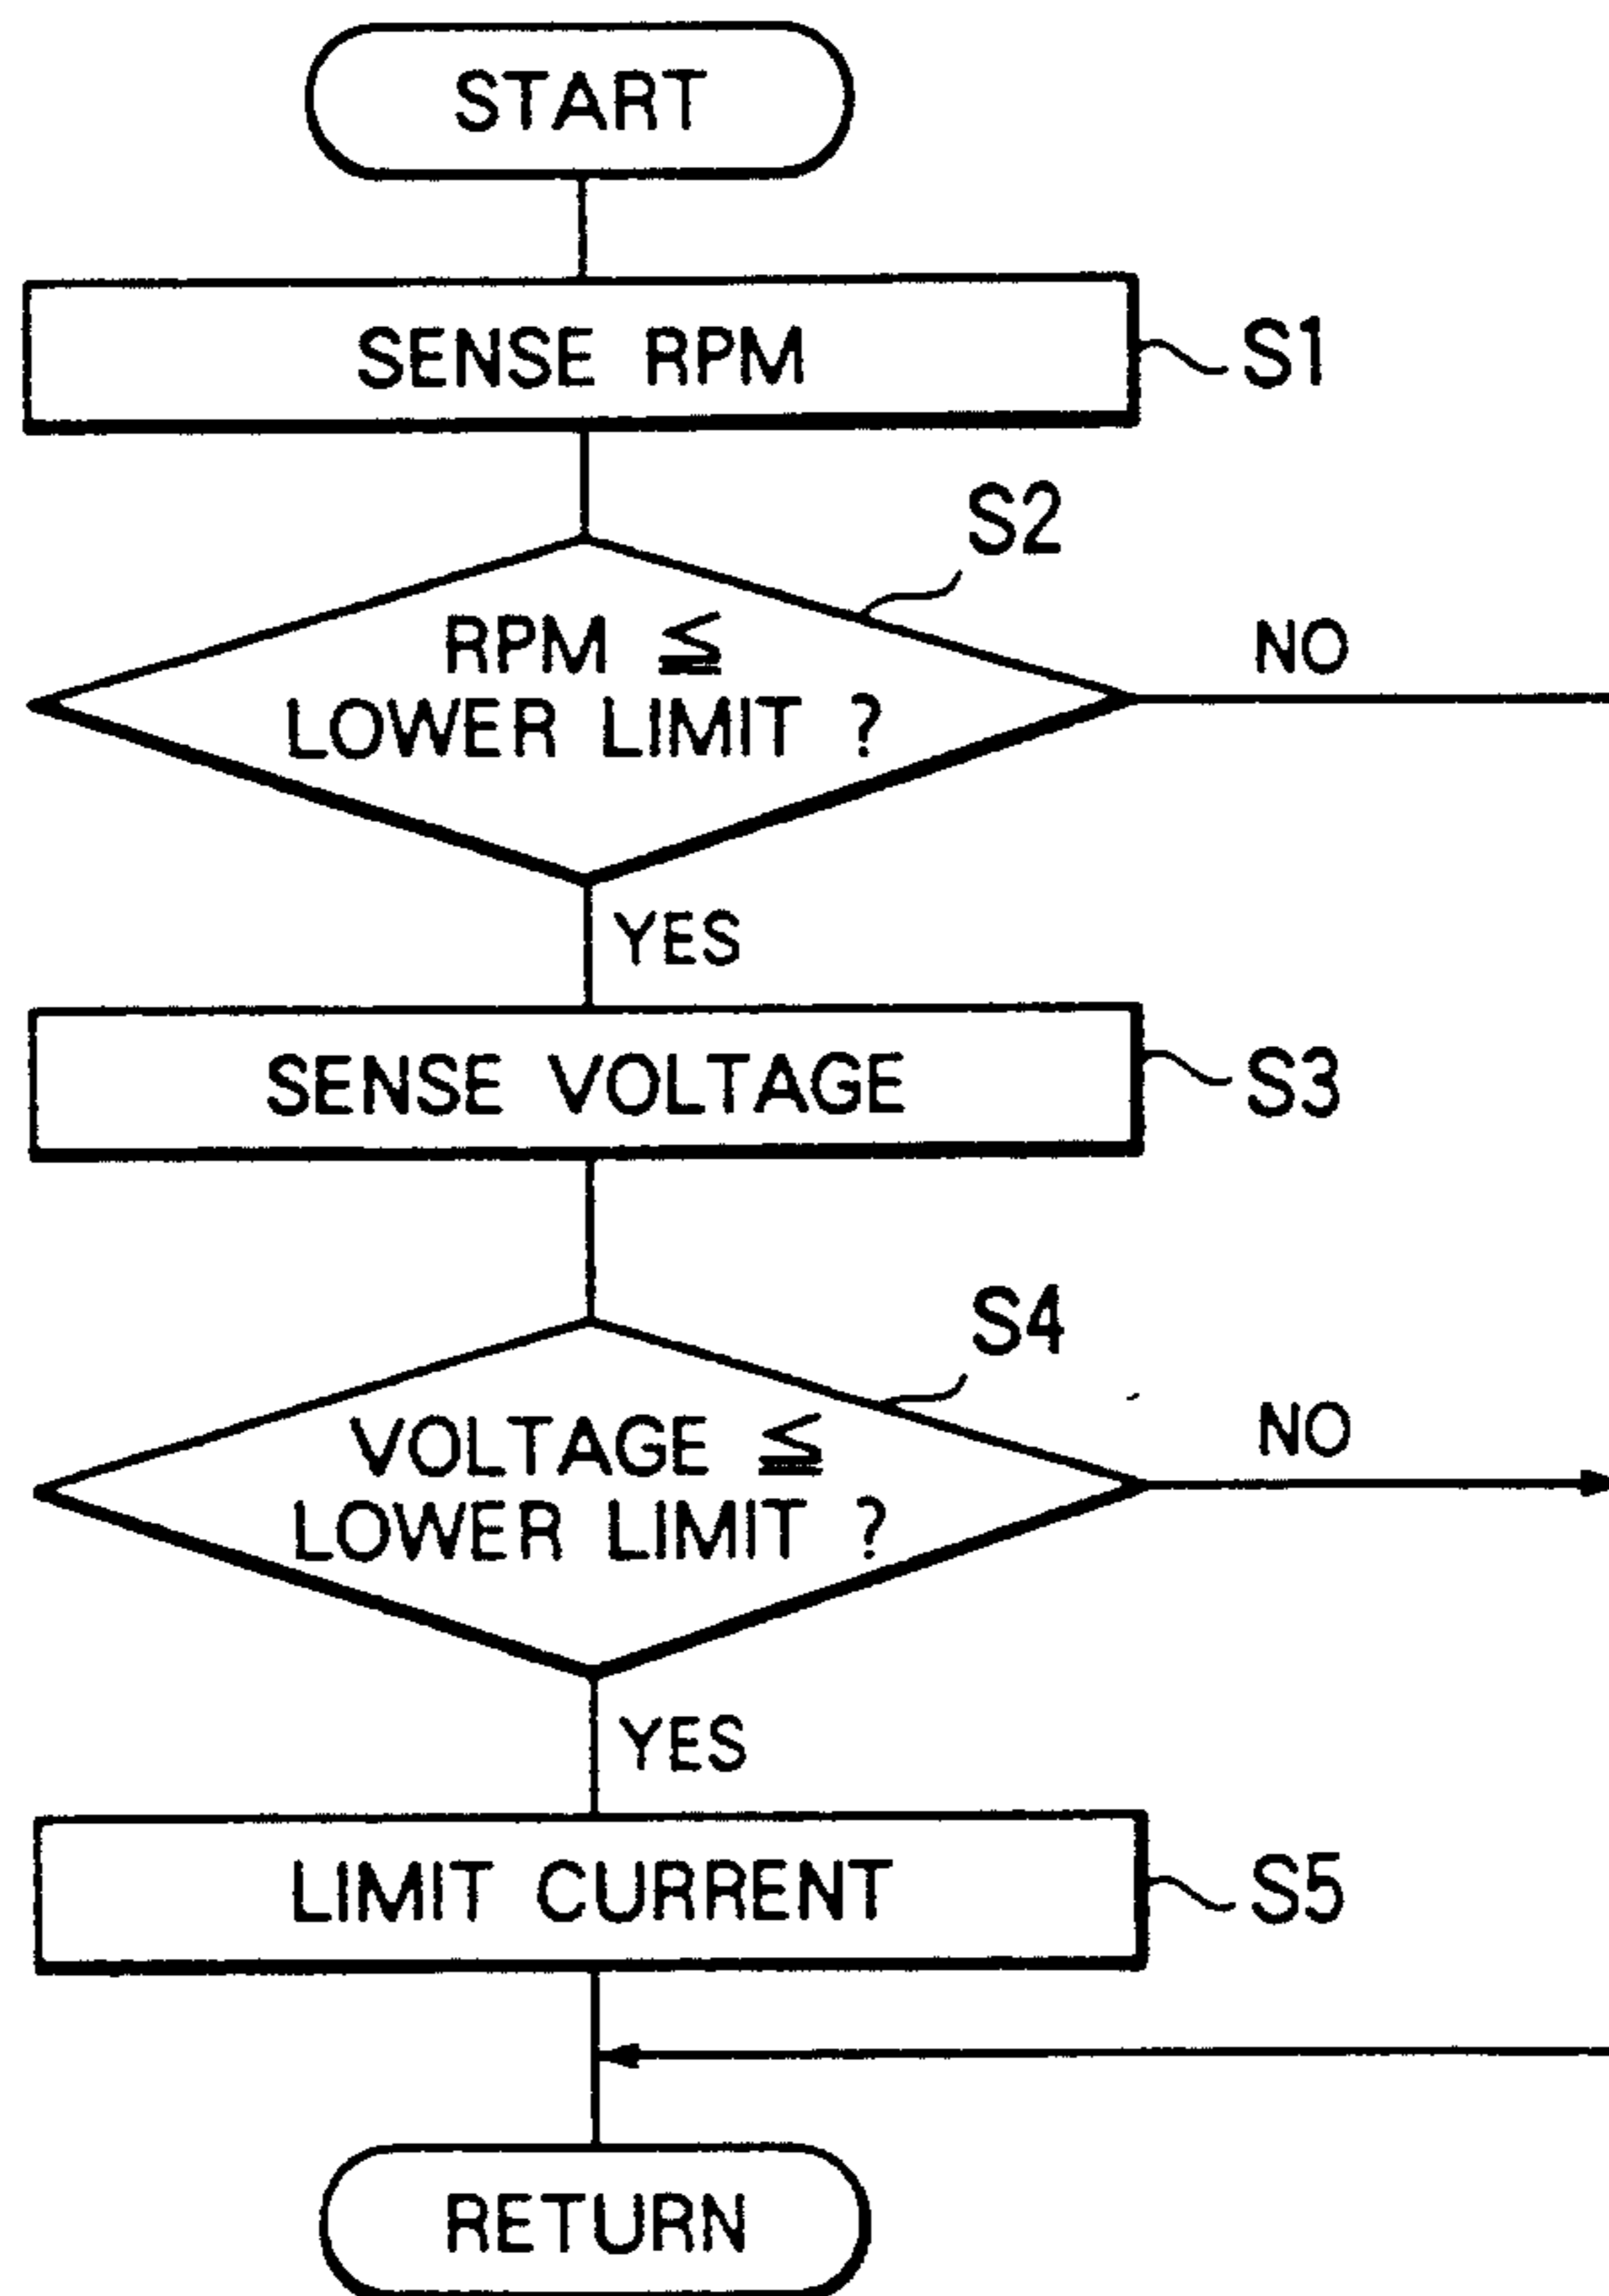 START
SENSE RPM
S1
S2
RPM ≦
LOWER LIMIT ?
NO
YES
SENSE VOLTAGE
S3
S4
VOLTAGE ≦
LOWER LIMIT ?
NO
YES
LIMIT CURRENT
S5
RETURN